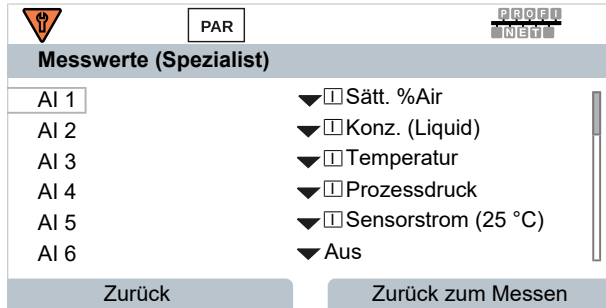 PAR
PROFI
NET
Messwerte (Spezialist)
AI 1 I Sätt. %Air
AI 2 I Konz. (Liquid)
AI 3 I Temperatur
AI 4 I Prozessdruck
AI 5 I Sensorstrom (25 °C)
AI 6 Aus
Zurück Zurück zum Messen